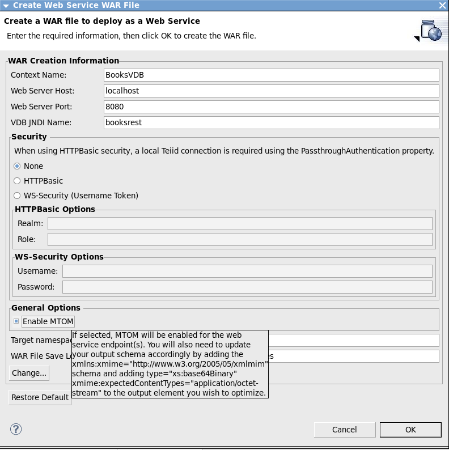 Create Web Service WAR File
Create a WAR file to deploy as a Web Service
Enter the required information, then click OK to create the WAR file.
WAR Creation Information
Context Name: BooksVDB
Web Server Host: localhost
Web Server Port: 8080
VDB JNDI Name: booksrest
Security
When using HTTPBasic security, a local Teiid connection is required using the PassthroughAuthentication property.
None
HTTPBasic
WS-Security (Username Token)
HTTPBasic Options
Realm:
Role:
WS-Security Options
Username:
Password:
General Options
Enable MTOM
If selected, MTOM will be enabled for the web
service endpoint(s). You will also need to update
your output schema accordingly by adding the
xmlns:xmime="http://www.w3.org/2005/05/xmlmime"
schema and adding type="xs:base64Binary"
xmime:expectedContentTypes="application/octet-
stream" to the output element you wish to optimize.
Target
WAR File Save
Change...
Restore Default
Cancel
OK